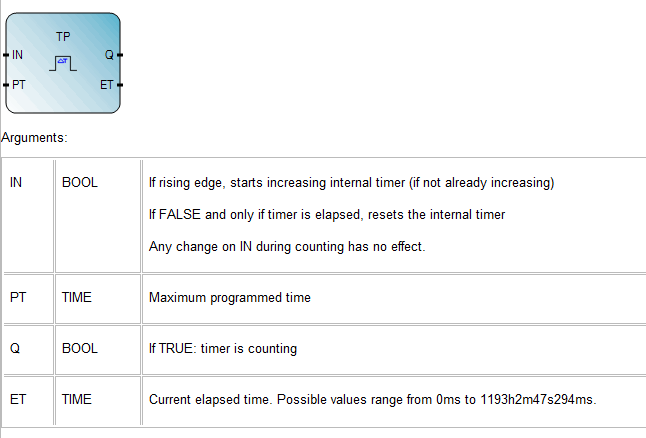 TP
IN Q
ΔT
PT ET
Arguments:
IN BOOL If rising edge, starts increasing internal timer (if not already increasing)
If FALSE and only if timer is elapsed, resets the internal timer
Any change on IN during counting has no effect.
PT TIME Maximum programmed time
Q BOOL If TRUE: timer is counting
ET TIME Current elapsed time. Possible values range from 0ms to 1193h2m47s294ms.